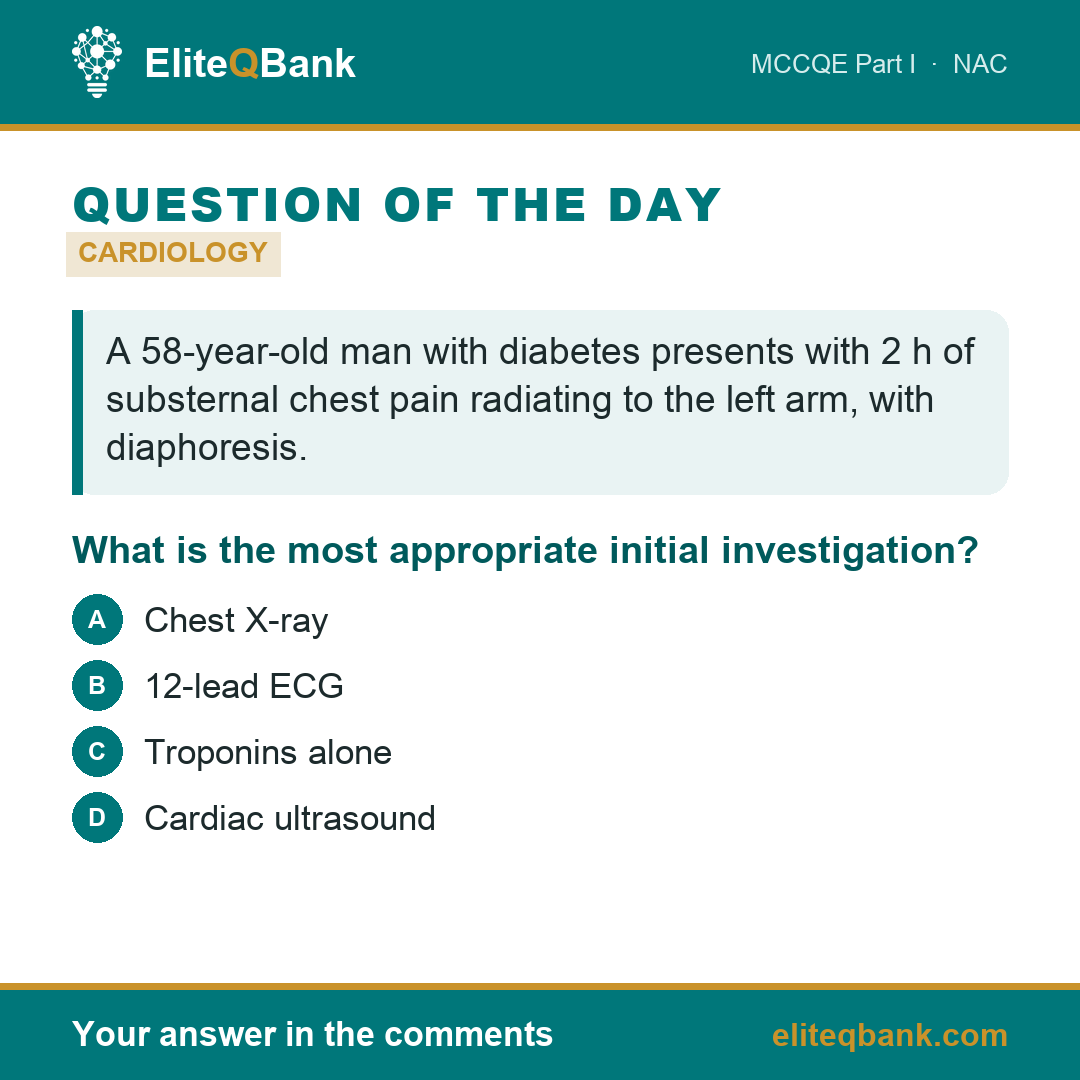 EliteQBank
MCCQE Part I · NAC
QUESTION OF THE DAY
CARDIOLOGY
A 58-year-old man with diabetes presents with 2 h of
substernal chest pain radiating to the left arm, with
diaphoresis.
What is the most appropriate initial investigation?
A Chest X-ray
B 12-lead ECG
C Troponins alone
D Cardiac ultrasound
Your answer in the comments
eliteqbank.com